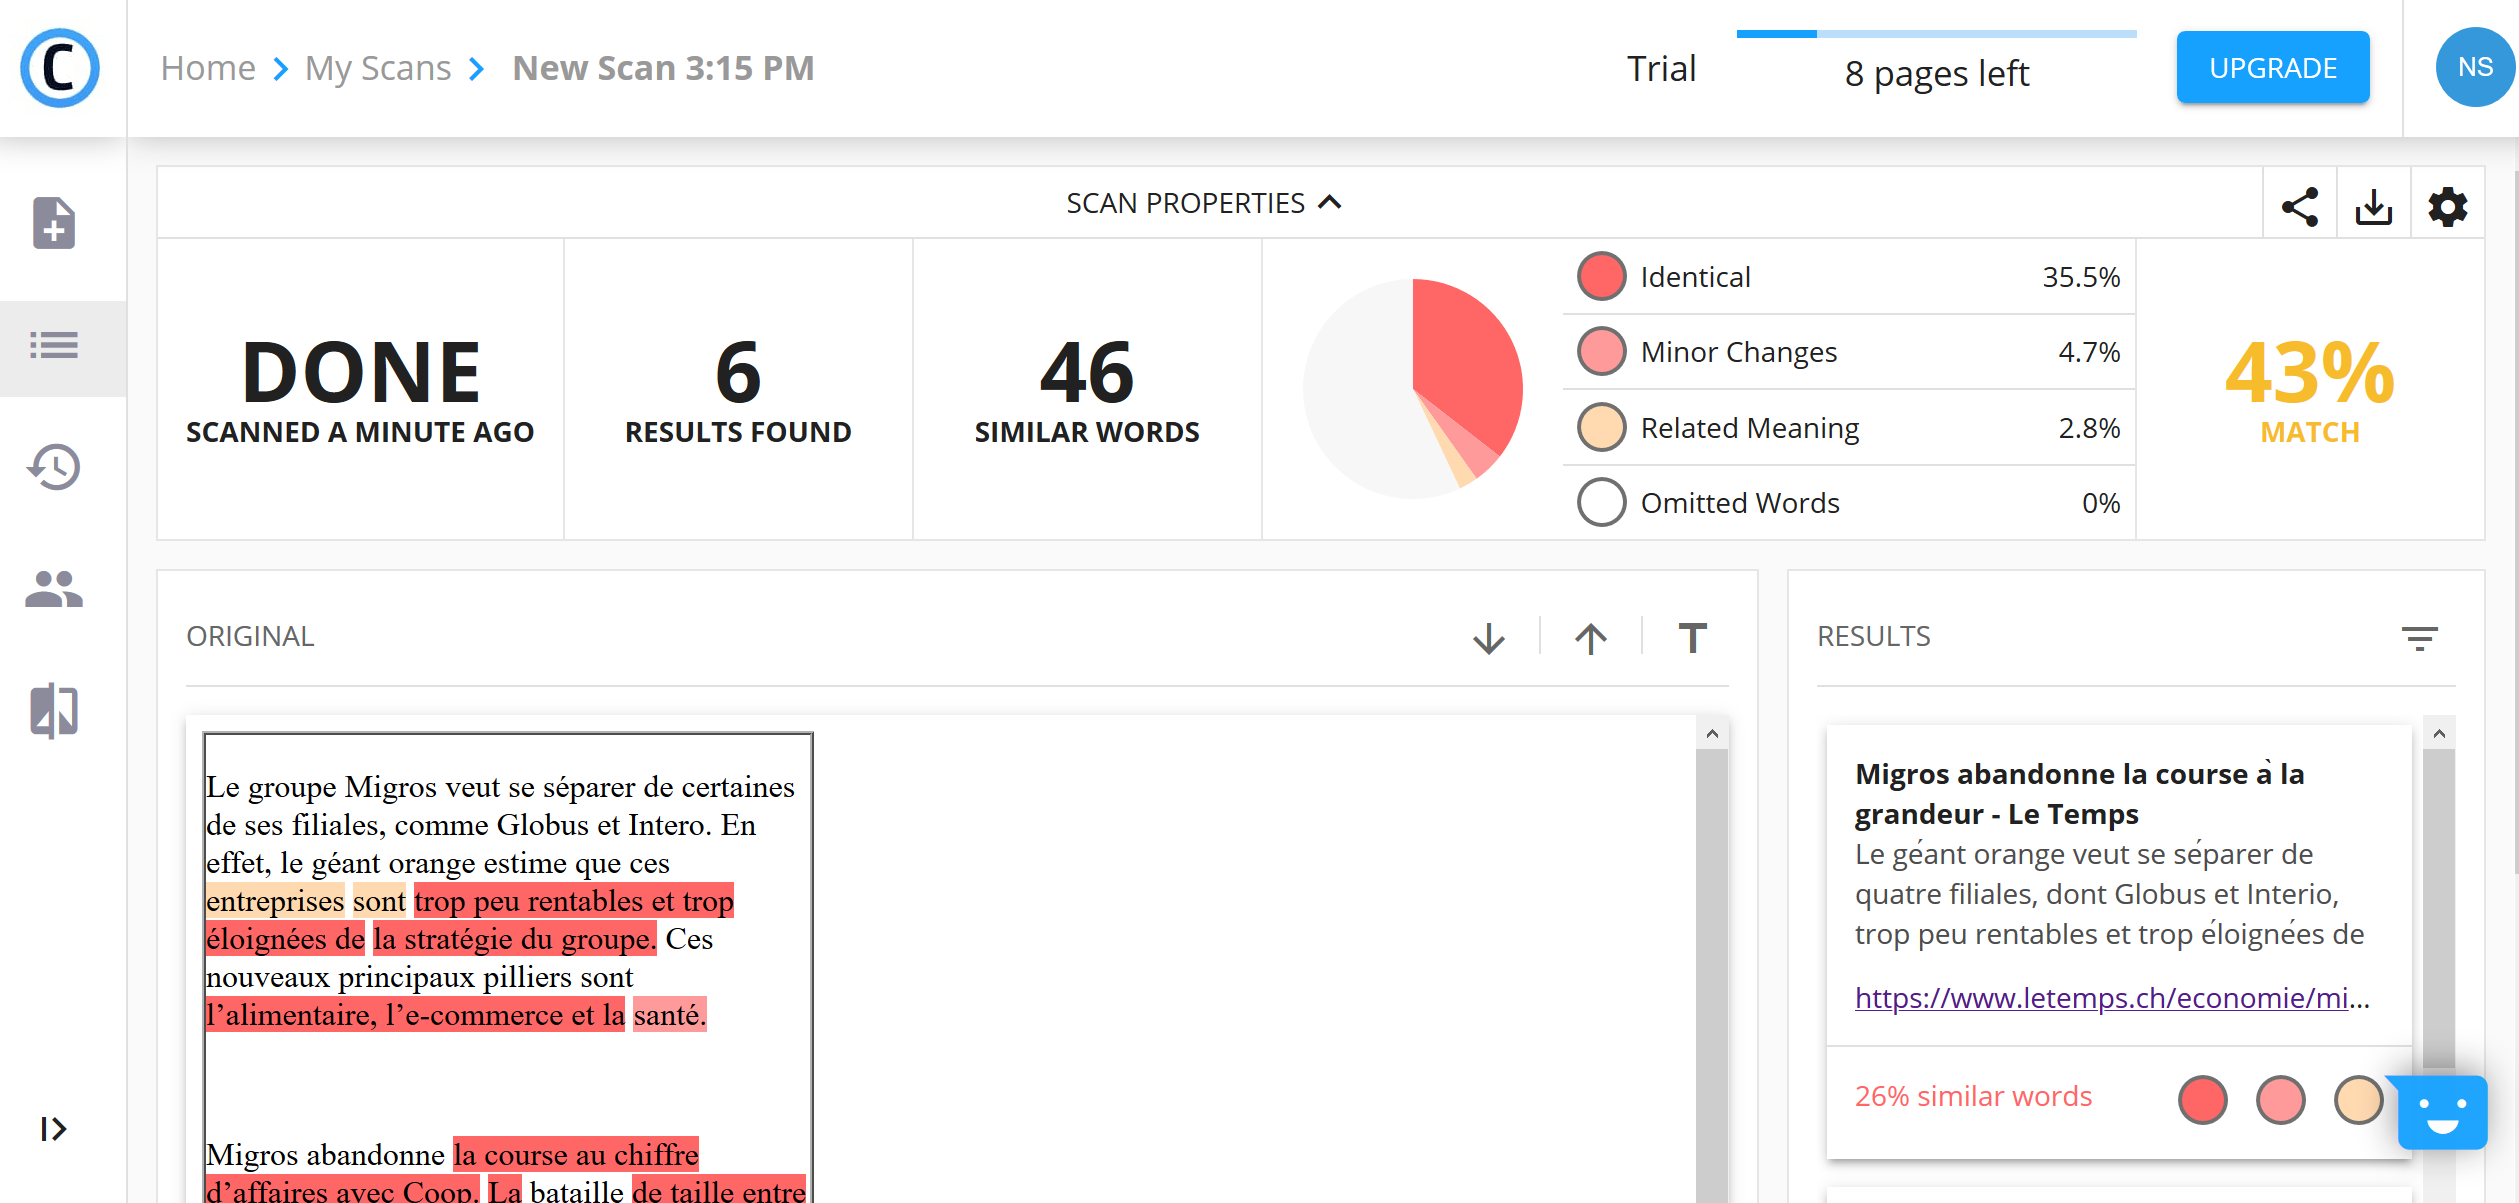 C
Home > My Scans > New Scan 3:15 PM
Trial
8 pages left
UPGRADE
NS
SCAN PROPERTIES
DONE
SCANNED A MINUTE AGO
6
RESULTS FOUND
46
SIMILAR WORDS
Identical 35.5%
Minor Changes 4.7%
Related Meaning 2.8%
Omitted Words 0%
43%
MATCH
ORIGINAL
T
Le groupe Migros veut se séparer de certaines
de ses filiales, comme Globus et Intero. En
effet, le géant orange estime que ces
entreprises sont trop peu rentables et trop
éloignées de la stratégie du groupe. Ces
nouveaux principaux pilliers sont
l’alimentaire, l’e-commerce et la santé.
Migros abandonne la course au chiffre
d’affaires avec Coop. La bataille de taille entre
RESULTS
Migros abandonne la course à la
grandeur - Le Temps
Le géant orange veut se séparer de
quatre filiales, dont Globus et Interio,
trop peu rentables et trop éloignées de
https://www.letemps.ch/economie/mi...
26% similar words